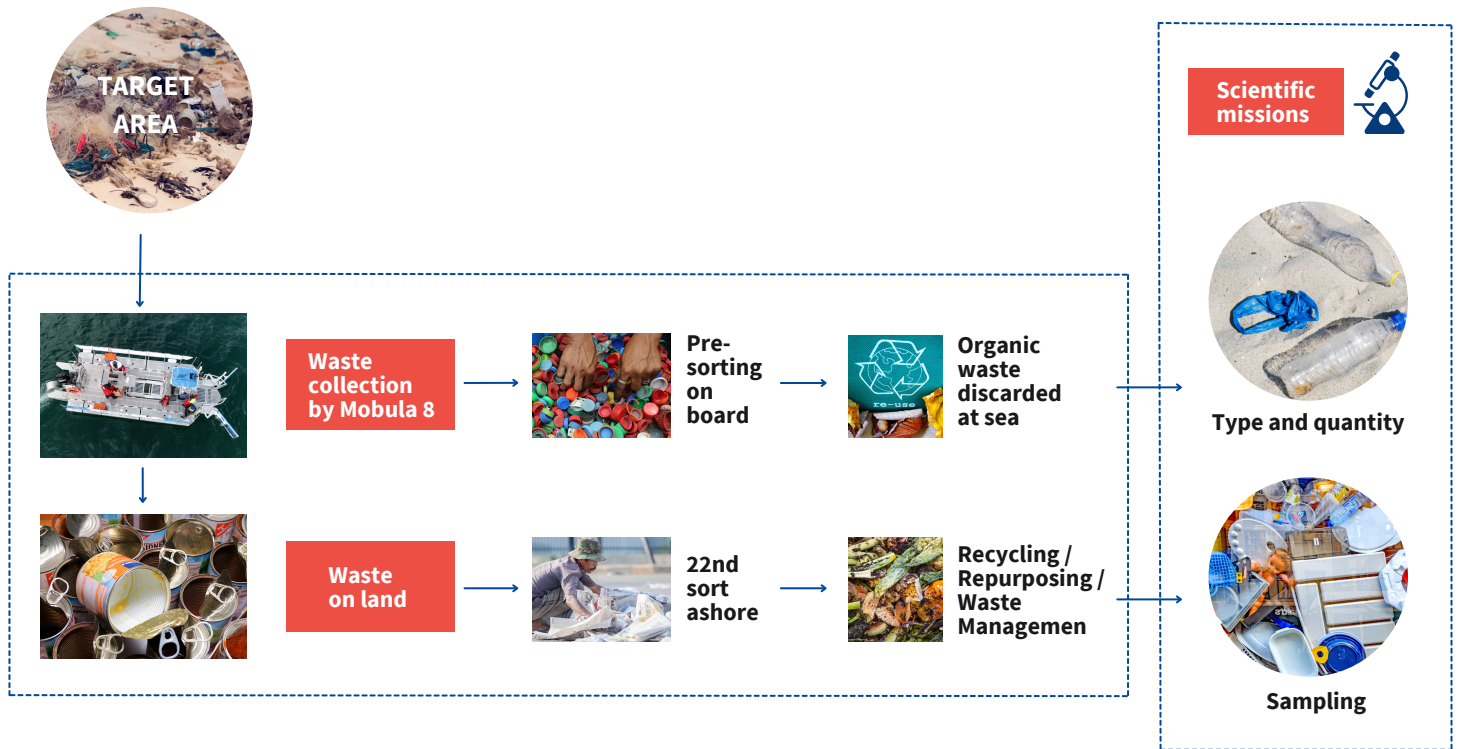 TARGET
AREA
Scientific
missions
Waste
collection
by Mobula 8
Pre-
sorting
on
board
re-use
Organic
waste
discarded
at sea
Type and quantity
Waste
on land
22nd
sort
ashore
Recycling /
Repurposing /
Waste
Managemen
Sampling